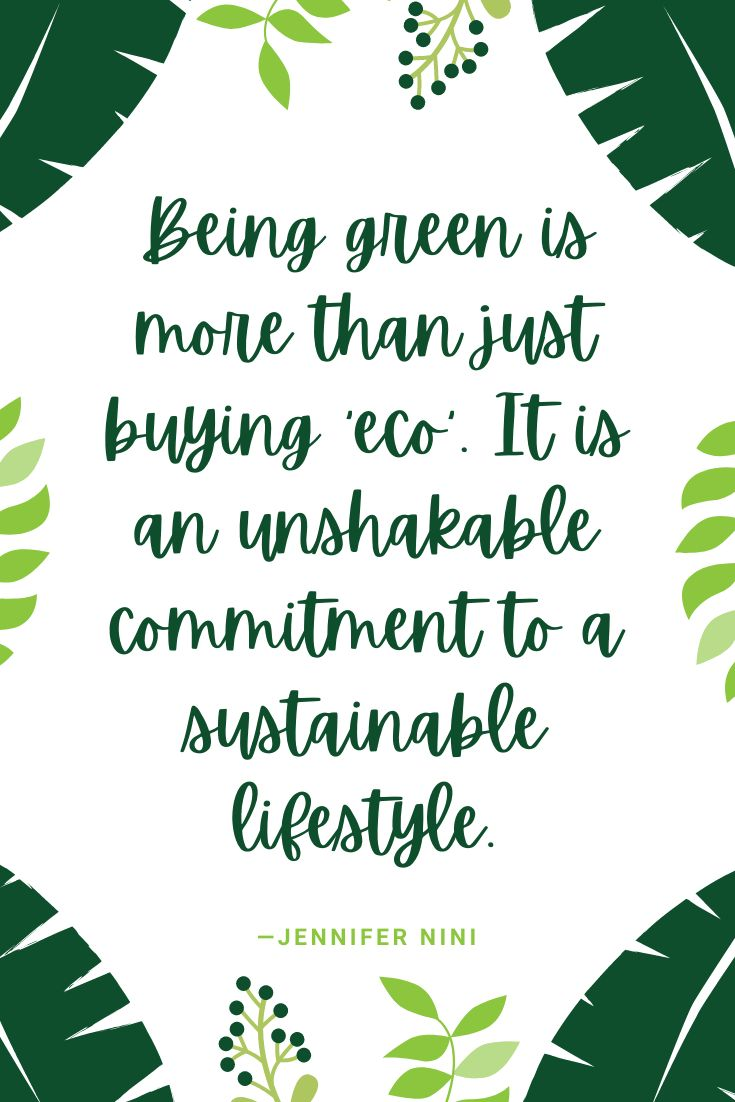 Being green is
more than just
buying 'eco'. It is
an unshakable
commitment to a
sustainable
lifestyle.
—JENNIFER NINI